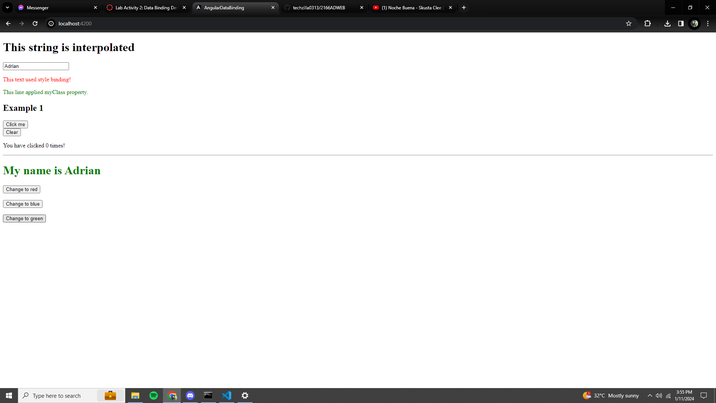 Messenger
Lab Activity 2: Data Binding De
AngularDataBinding
techzilla0313/2166ADWEB
(1) Noche Buena - Skusta Clee
localhost:4200
This string is interpolated
Adrian
This text used style binding!!
This line applied myClass property.
Example 1
Click me
Clear
You have clicked 0 times!
My name is Adrian
Change to red
Change to blue
Change to green
Type here to search
32°C Mostly sunny
3:55 PM
1/11/2024